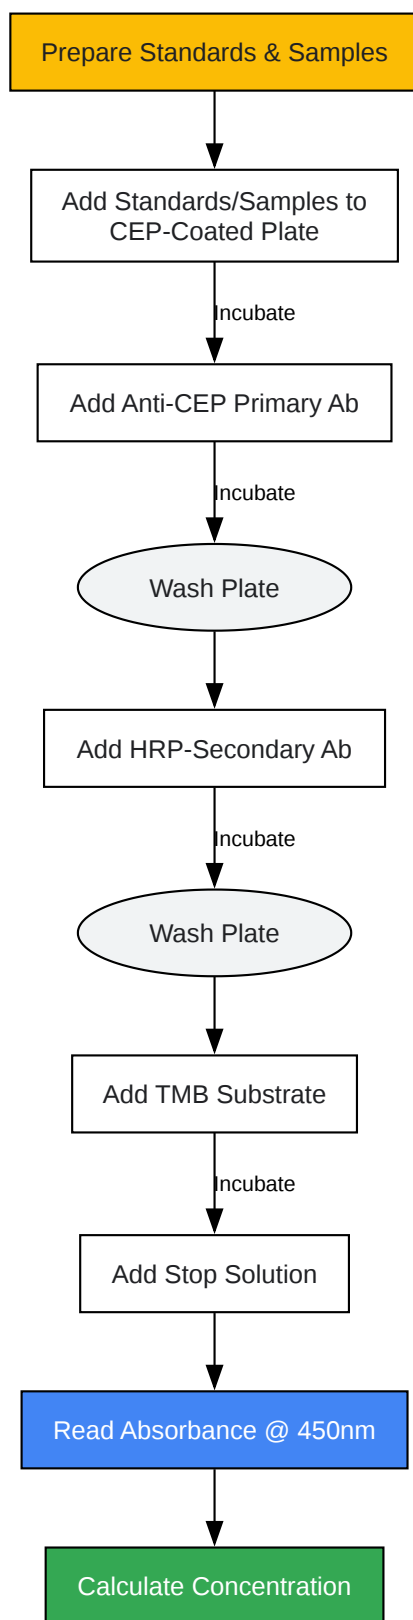 Prepare Standards & Samples
Add Standards/Samples to
CEP-Coated Plate
Incubate
Add Anti-CEP Primary Ab
Incubate
Wash Plate
Add HRP-Secondary Ab
Incubate
Wash Plate
Add TMB Substrate
Incubate
Add Stop Solution
Read Absorbance @ 450nm
Calculate Concentration